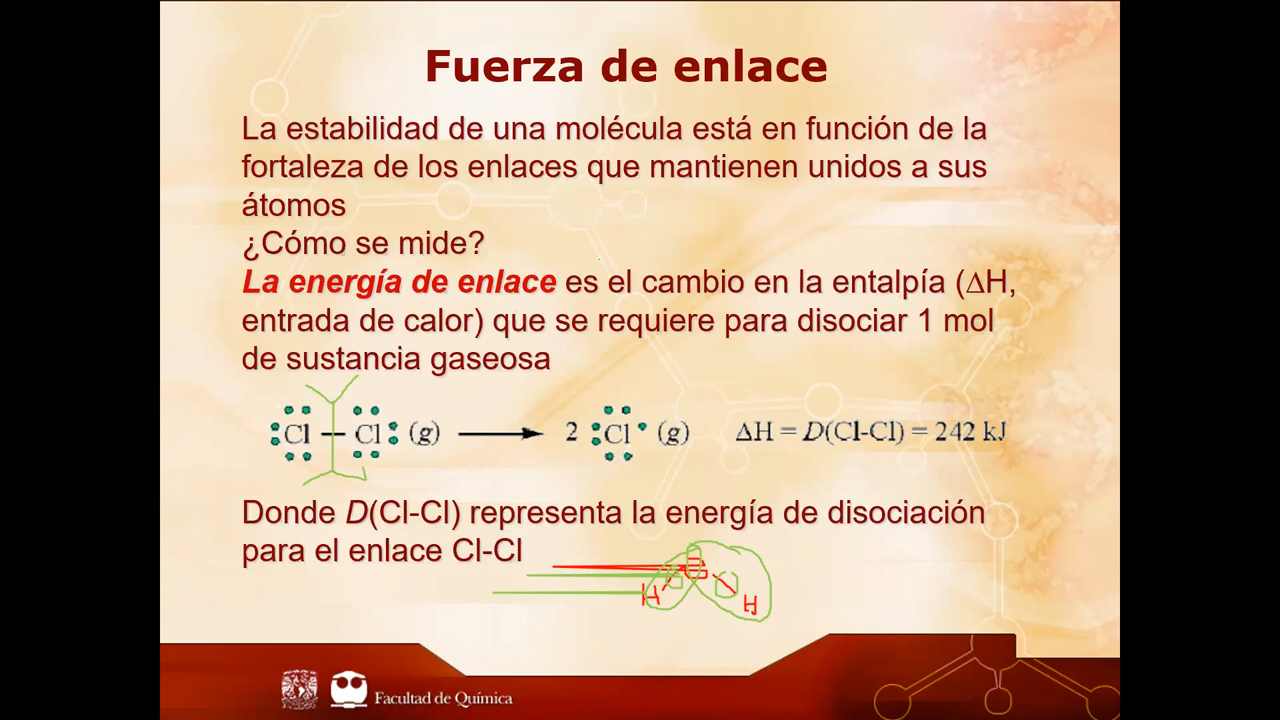 Fuerza de enlace
La estabilidad de una molécula está en función de la
fortaleza de los enlaces que mantienen unidos a sus
átomos
¿Cómo se mide?
La energía de enlace es el cambio en la entalpía (ΔH,
entrada de calor) que se requiere para disociar 1 mol
de sustancia gaseosa
Cl – Cl (g) → 2 Cl (g) ΔH = D(Cl-Cl) = 242 kJ
Donde D(Cl-Cl) representa la energía de disociación
para el enlace Cl-Cl
H H
Facultad de Química